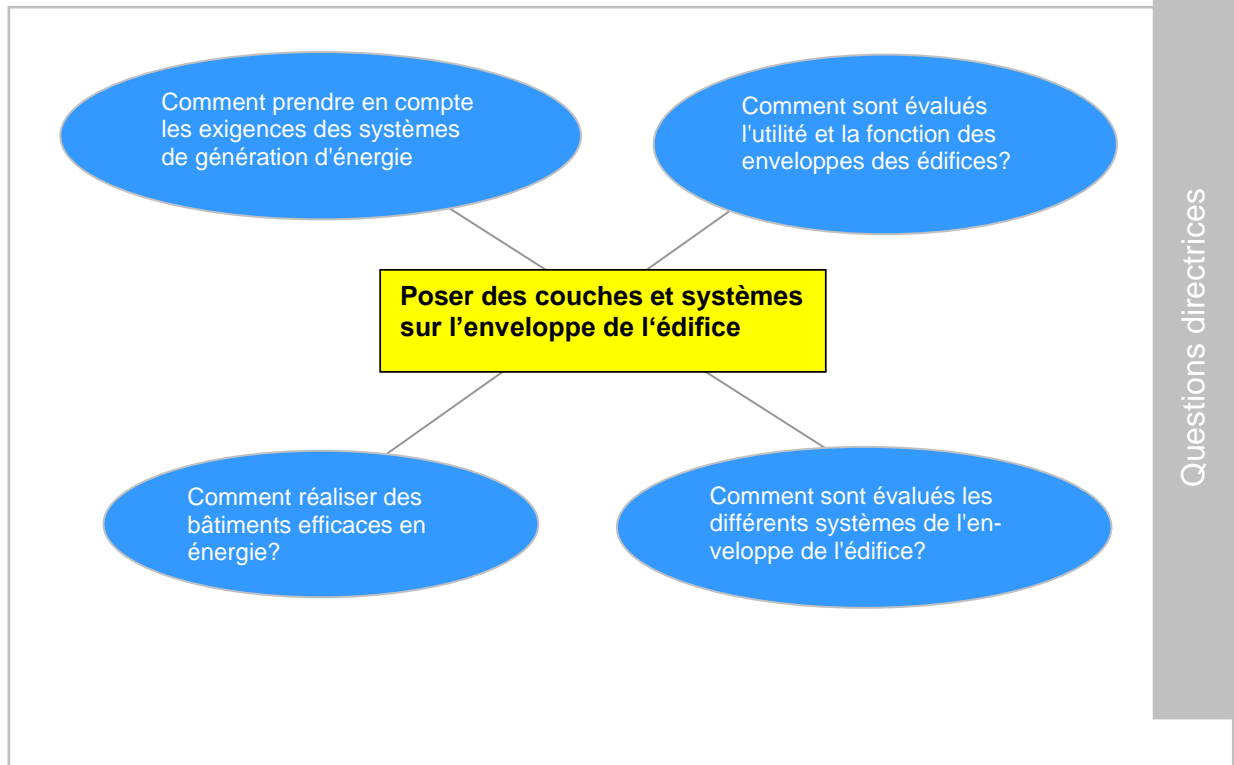 Comment prendre en compte
les exigences des systèmes
de génération d'énergie
Comment sont évalués
l'utilité et la fonction des
enveloppes des édifices?
Poser des couches et systèmes
sur l’enveloppe de l‘édifice
Comment réaliser des
bâtiments efficaces en
énergie?
Comment sont évalués les
différents systèmes de l'en-
veloppe de l'édifice?
Questions directrices